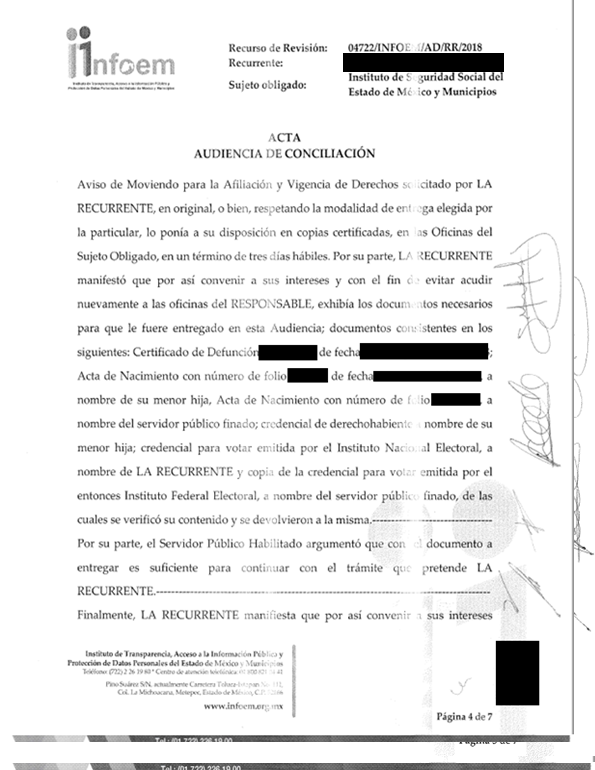 infoem
Instituto de Transparencia, Acceso a la Información Pública y
Protección de Datos Personales del Estado de México y Municipios
Recurso de Revisión: 04722/INFOEM/AD/RR/2018
Recurrente:
Sujeto obligado: Instituto de Seguridad Social del
Estado de México y Municipios
ACTA
AUDIENCIA DE CONCILIACIÓN
Aviso de Moviendo para la Afiliación y Vigencia de Derechos solicitado por LA
RECURRENTE, en original, o bien, respetando la modalidad de entrega elegida por
la particular, lo ponía a su disposición en copias certificadas, en las Oficinas del
Sujeto Obligado, en un término de tres días hábiles. Por su parte, LA RECURRENTE
manifestó que por así convenir a sus intereses y con el fin de evitar acudir
nuevamente a las oficinas del RESPONSABLE, exhibía los documentos necesarios
para que le fuere entregado en esta Audiencia; documentos consistentes en los
siguientes: Certificado de Defunción de fecha ;
Acta de Nacimiento con número de folio de fecha , a
nombre de su menor hija, Acta de Nacimiento con número de folio , a
nombre del servidor público finado; credencial de derechohabiente a nombre de su
menor hija; credencial para votar emitida por el Instituto Nacional Electoral, a
nombre de LA RECURRENTE y copia de la credencial para votar emitida por el
entonces Instituto Federal Electoral, a nombre del servidor público finado, de las
cuales se verificó su contenido y se devolvieron a la misma.------------------------
Por su parte, el Servidor Público Habilitado argumentó que con el documento a
entregar es suficiente para continuar con el trámite que pretende LA
RECURRENTE.------------------------------------------------------------------
Finalmente, LA RECURRENTE manifiesta que por así convenir a sus intereses
Instituto de Transparencia, Acceso a la Información Pública y
Protección de Datos Personales del Estado de México y Municipios
Teléfono: (722) 2 26 19 80 * Centro de atención telefónica: 01 800 821 04 41
Pino Suárez S/N, actualmente Carretera Toluca-Ixtapan No. 111,
Col. La Michoacana, Metepec, Estado de México, C.P. 52166
www.infoem.org.mx
Página 4 de 7
Página 5 de 7
Tel.: (01 722) 226 19 00
Tel.: (01 722) 226 19 00